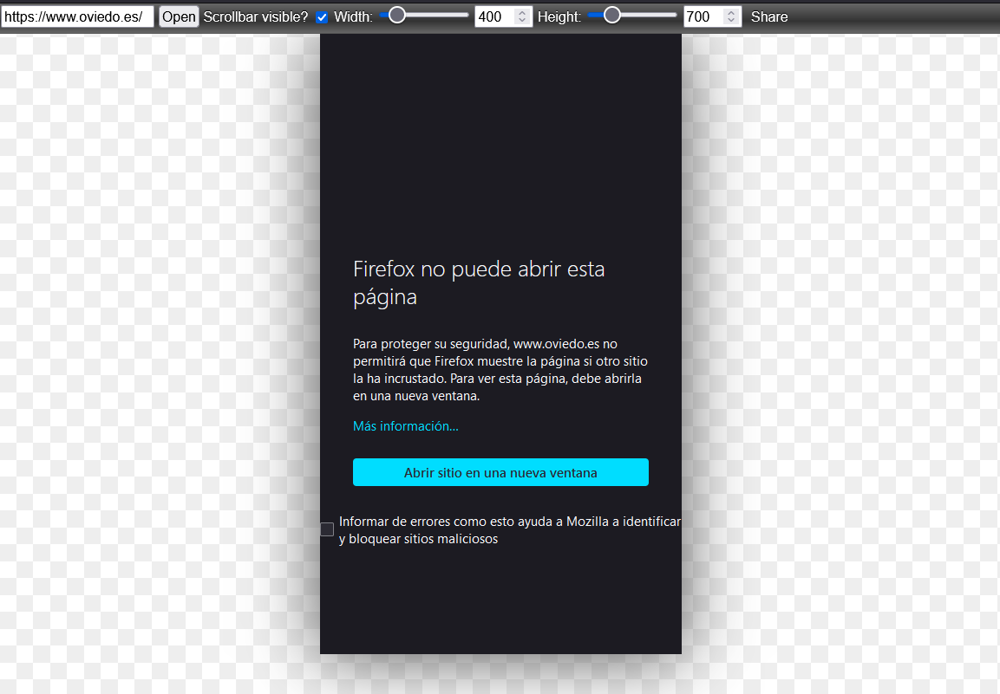 https://www.oviedo.es/ Open Scrollbar visible? Width: 400 Height: 700 Share
Firefox no puede abrir esta
página
Para proteger su seguridad, www.oviedo.es no
permitirá que Firefox muestre la página si otro sitio
la ha incrustado. Para ver esta página, debe abrirla
en una nueva ventana.
Más información...
Abrir sitio en una nueva ventana
Informar de errores como esto ayuda a Mozilla a identificar
y bloquear sitios maliciosos